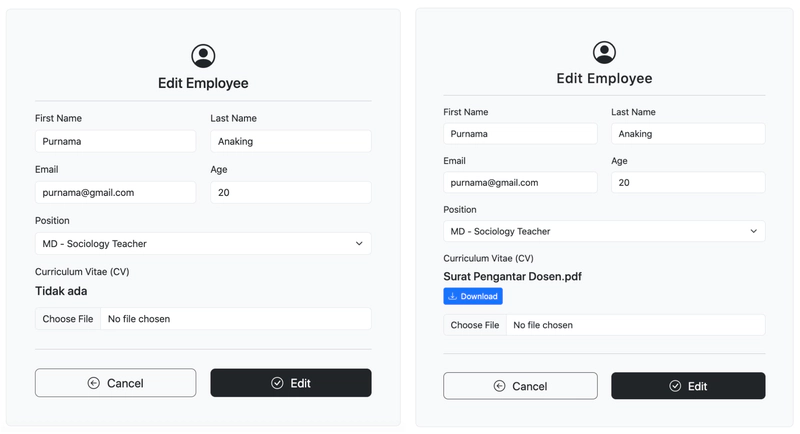 Edit Employee
First Name Last Name
Purnama Anaking
Email Age
purnama@gmail.com 20
Position
MD - Sociology Teacher
Curriculum Vitae (CV)
Tidak ada
Choose File No file chosen
Cancel Edit
Edit Employee
First Name Last Name
Purnama Anaking
Email Age
purnama@gmail.com 20
Position
MD - Sociology Teacher
Curriculum Vitae (CV)
Surat Pengantar Dosen.pdf
Download
Choose File No file chosen
Cancel Edit